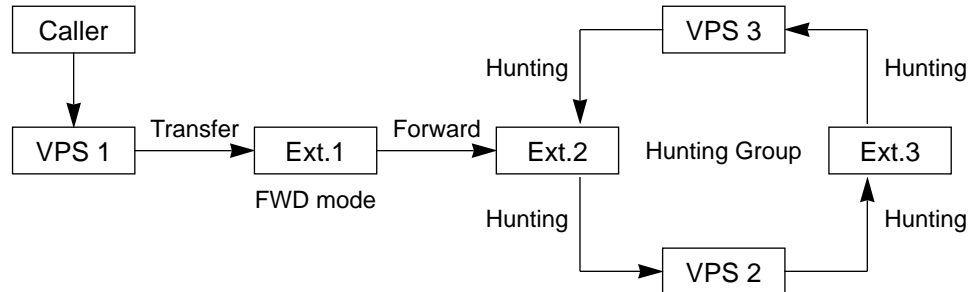 Caller
VPS 3
Hunting
Hunting
Transfer
Forward
VPS 1
Ext.1
Ext.2
Hunting Group
Ext.3
FWD mode
Hunting
Hunting
VPS 2